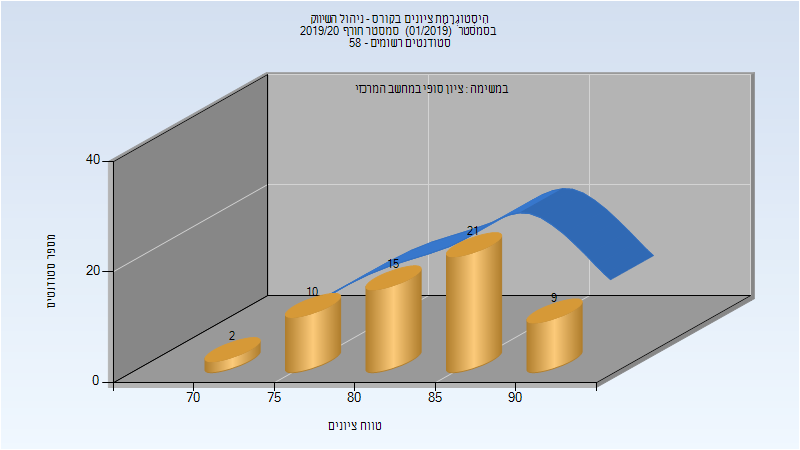 היסטוגרמת ציונים בקורס - ניהול השיווק
בסמסטר (01/2019) סמסטר חורף 2019/20
סטודנטים רשומים - 58
במשימה : ציון סופי במחשב המרכזי
מספר סטודנטים
40
20
0
2
10
15
21
9
70
75
80
85
90
טווח ציונים